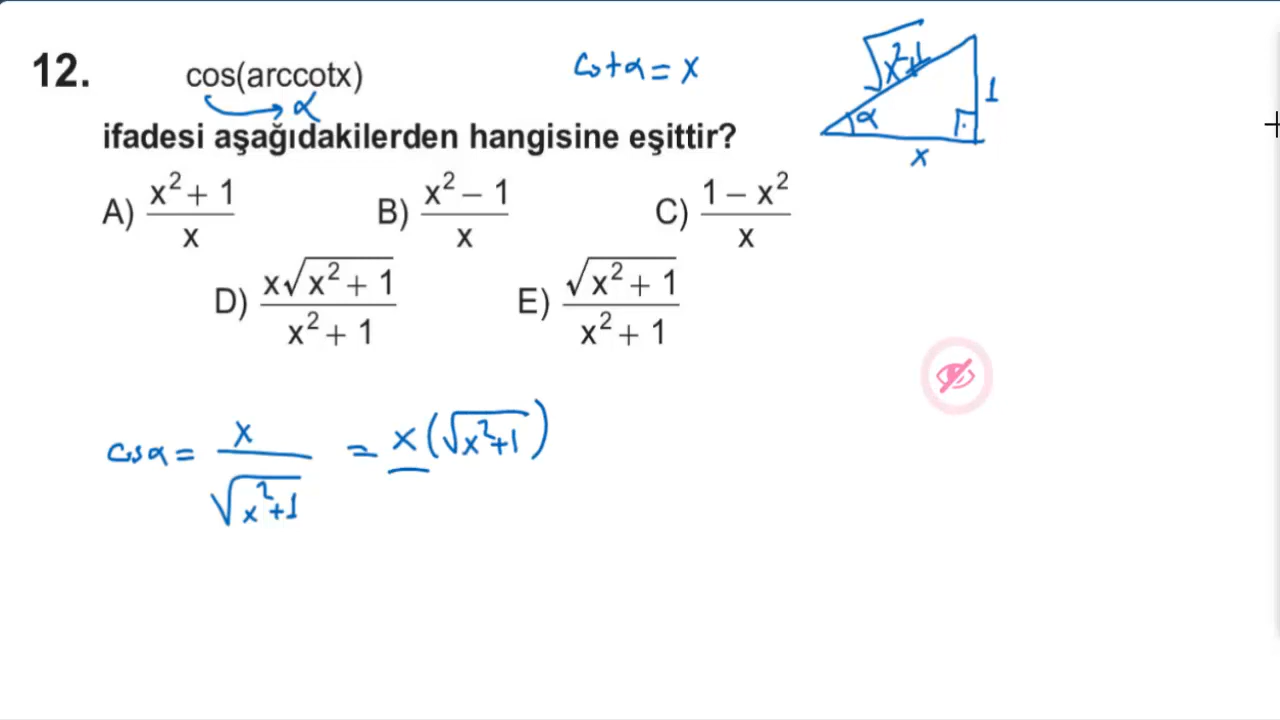 12. cos(arccotx)
α
cotα = x
√x²+1
α
1
x
ifadesi aşağıdakilerden hangisine eşittir?
A) (x² + 1)/x B) (x² – 1)/x C) (1 – x²)/x
D) (x√(x² + 1))/(x² + 1) E) √(x² + 1)/(x² + 1)
cosα = x/√(x²+1) = x(√x²+1)